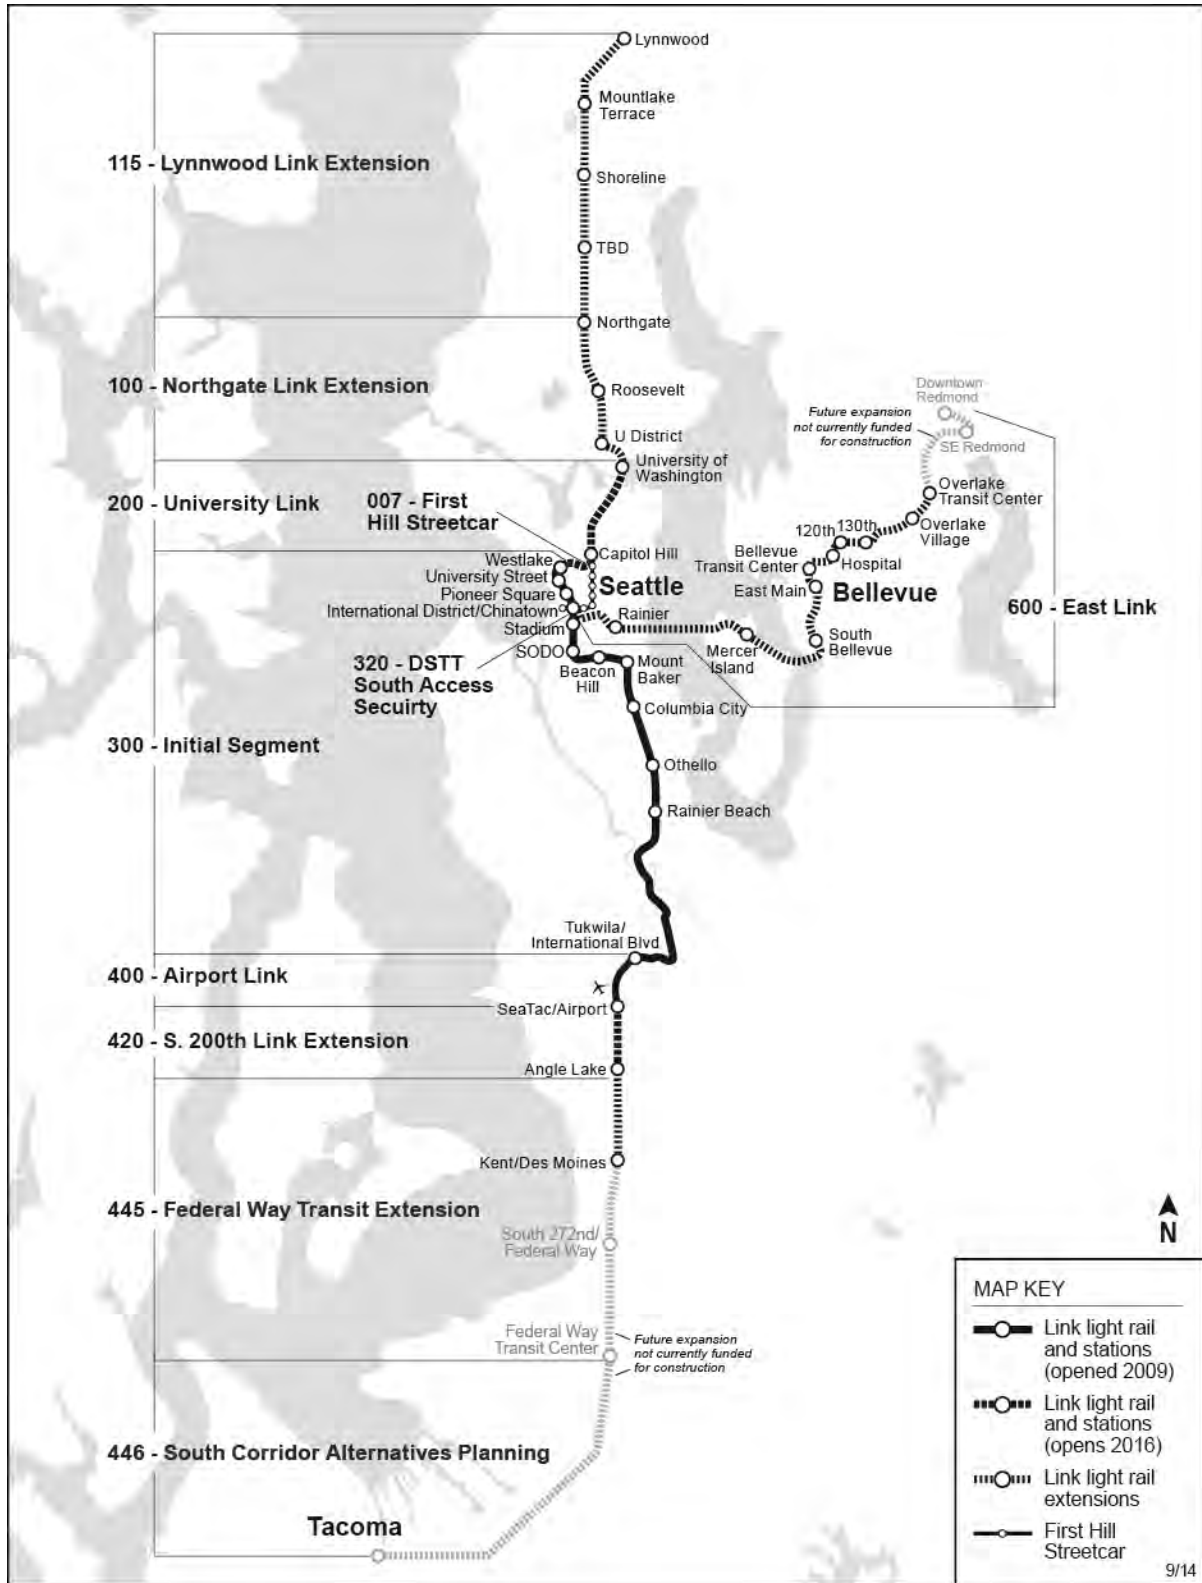 Lynnwood
Mountlake
Terrace
115 - Lynnwood Link Extension
Shoreline
TBD
Northgate
100 - Northgate Link Extension
Roosevelt
U District
University of
Washington
Downtown
Redmond
Future expansion
not currently funded
for construction
SE Redmond
Overlake
Transit Center
200 - University Link
007 - First
Hill Streetcar
120th
130th
Overlake
Village
Capitol Hill
Westlake
University Street
Pioneer Square
International District/Chinatown
Seattle
Bellevue
Transit Center
Hospital
East Main
Bellevue
600 - East Link
Stadium
Rainier
SODO
Beacon
Hill
Mount
Baker
Mercer
Island
South
Bellevue
320 - DSTT
South Access
Secuirty
Columbia City
300 - Initial Segment
Othello
Rainier Beach
Tukwila/
International Blvd
400 - Airport Link
SeaTac/Airport
420 - S. 200th Link Extension
Angle Lake
Kent/Des Moines
445 - Federal Way Transit Extension
South 272nd/
Federal Way
Federal Way
Transit Center
Future expansion
not currently funded
for construction
446 - South Corridor Alternatives Planning
Tacoma
N
MAP KEY
Link light rail
and stations
(opened 2009)
Link light rail
and stations
(opens 2016)
Link light rail
extensions
First Hill
Streetcar
9/14